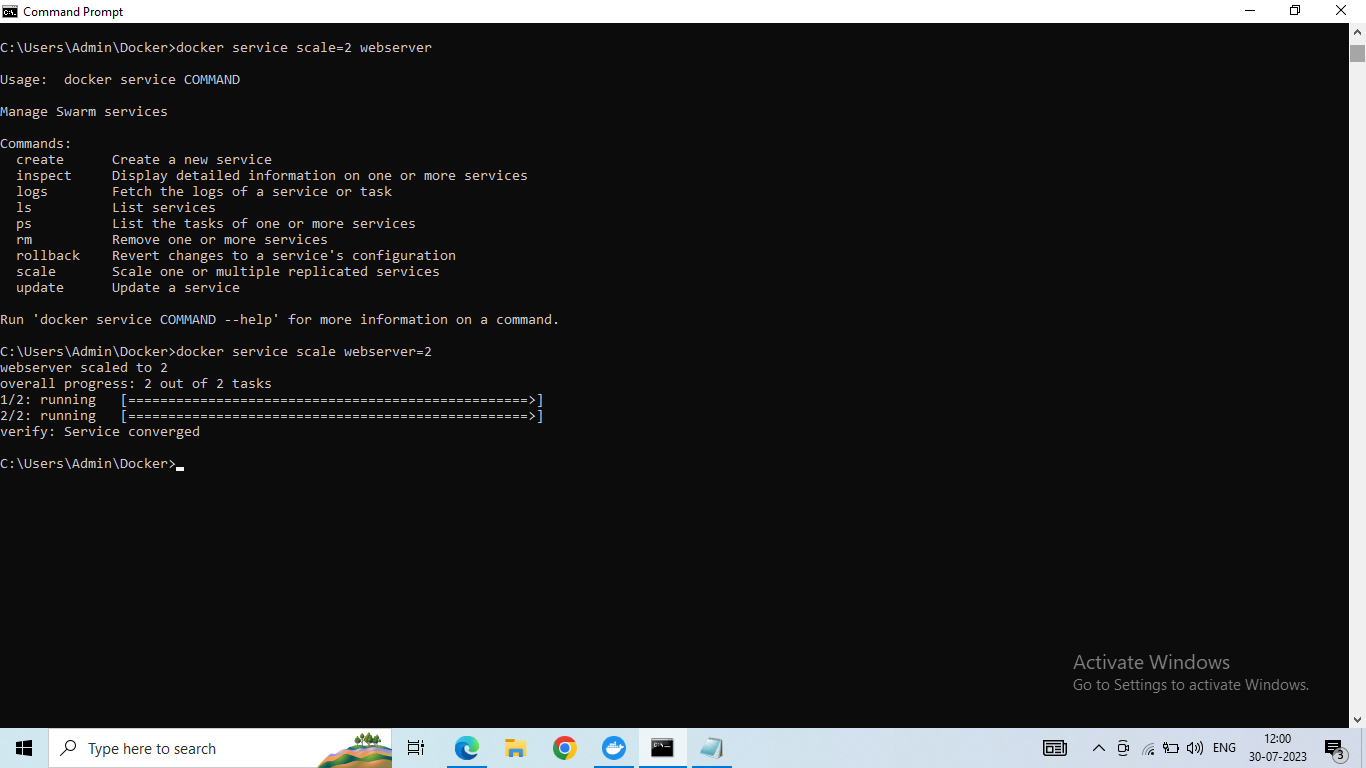 Command Prompt
C:\Users\Admin\Docker>docker service scale=2 webserver
Usage:  docker service COMMAND
Manage Swarm services
Commands:
  create      Create a new service
  inspect     Display detailed information on one or more services
  logs        Fetch the logs of a service or task
  ls          List services
  ps          List the tasks of one or more services
  rm          Remove one or more services
  rollback    Revert changes to a service's configuration
  scale       Scale one or multiple replicated services
  update      Update a service
Run 'docker service COMMAND --help' for more information on a command.
C:\Users\Admin\Docker>docker service scale webserver=2
webserver scaled to 2
overall progress: 2 out of 2 tasks
1/2: running   [==================================================>]
2/2: running   [==================================================>]
verify: Service converged
C:\Users\Admin\Docker>
Activate Windows
Go to Settings to activate Windows.
Type here to search
ENG
12:00
30-07-2023
3